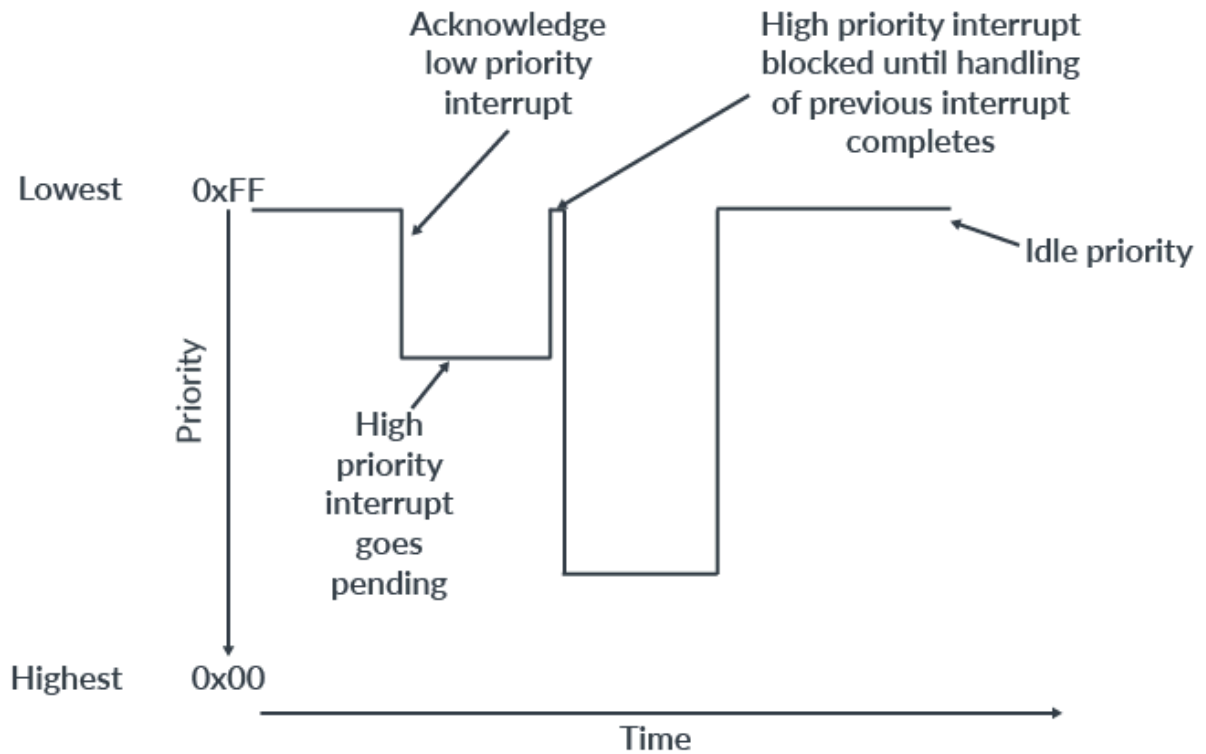 Acknowledge
low priority
interrupt
High priority interrupt
blocked until handling
of previous interrupt
completes
Lowest
0xFF
Idle priority
Priority
High
priority
interrupt
goes
pending
Highest
0x00
Time